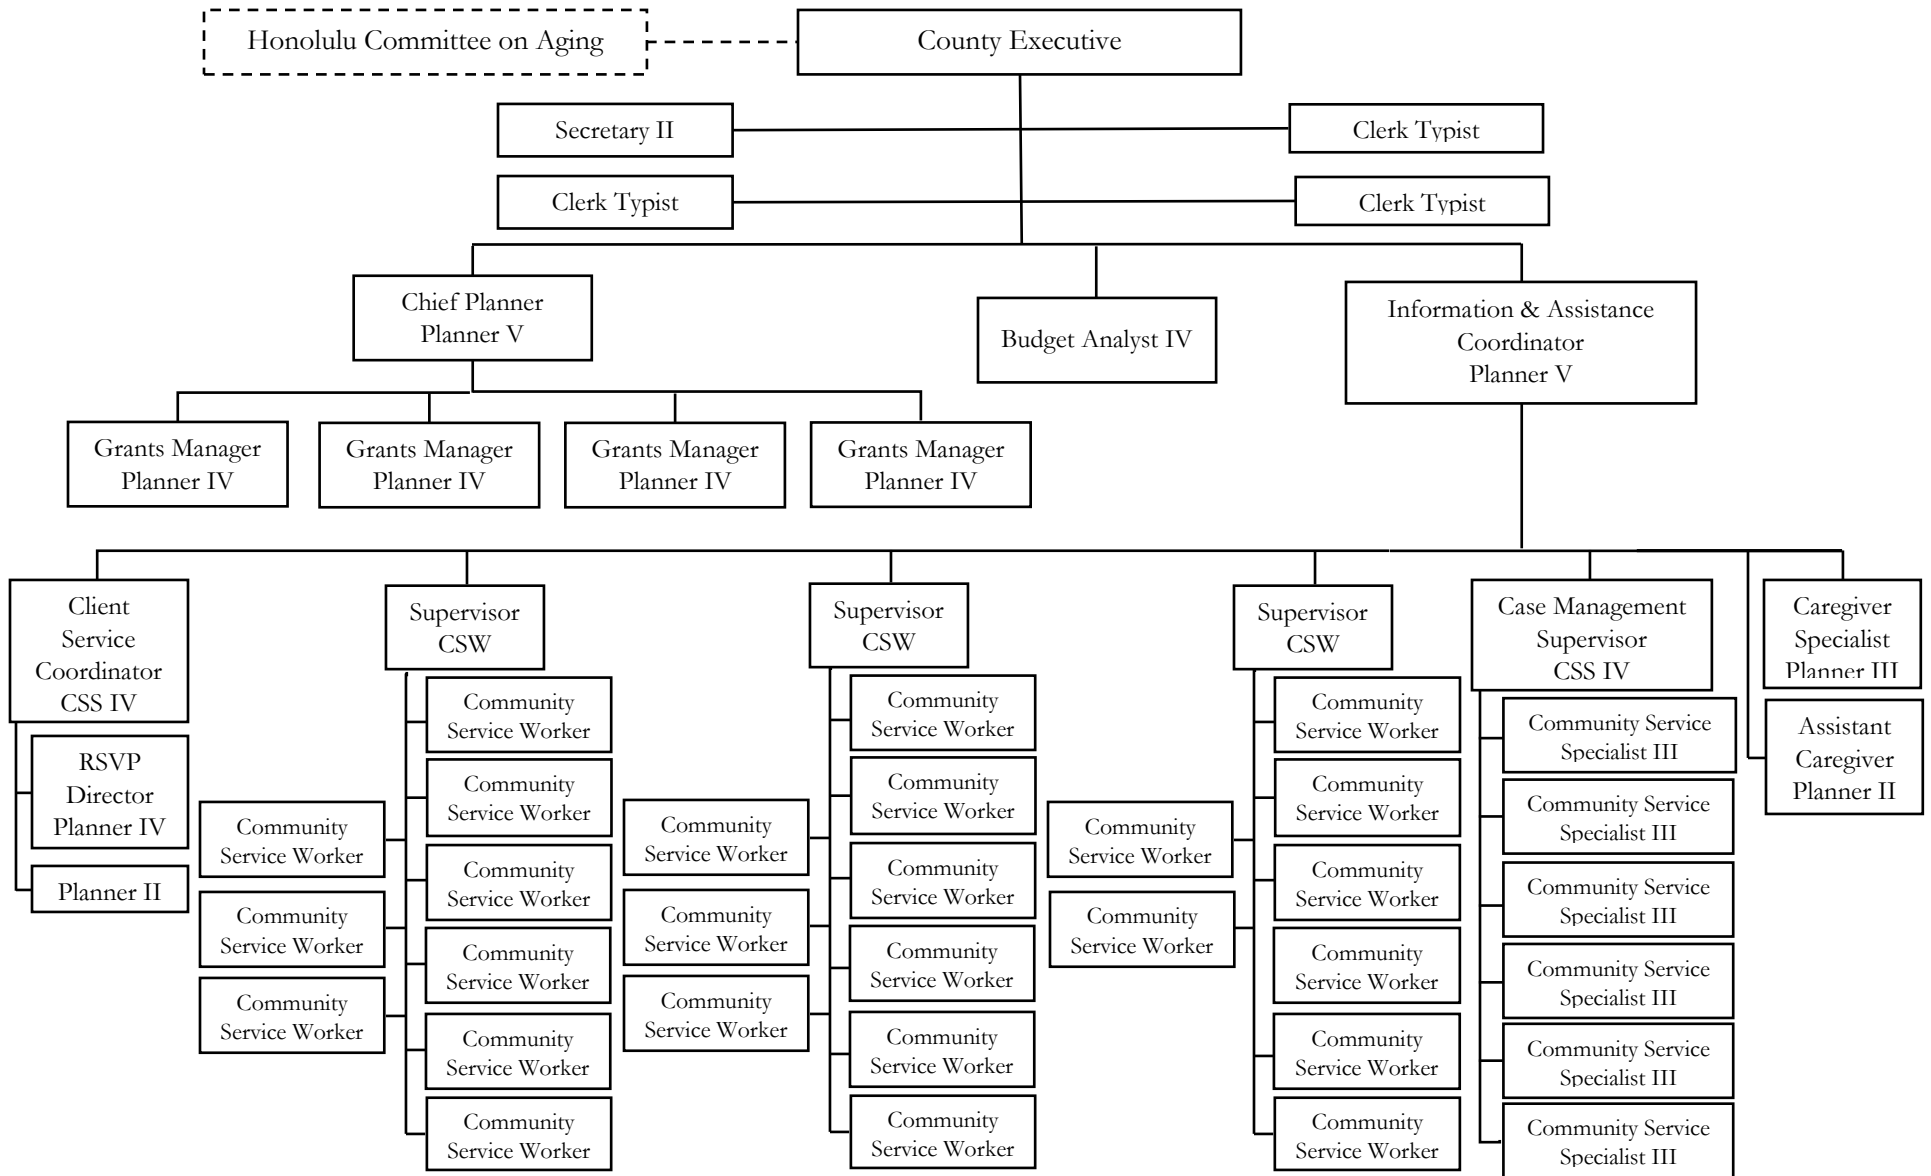 Honolulu Committee on Aging
County Executive
Secretary II
Clerk Typist
Clerk Typist
Clerk Typist
Chief Planner
Planner V
Budget Analyst IV
Information & Assistance
Coordinator
Planner V
Grants Manager
Planner IV
Grants Manager
Planner IV
Grants Manager
Planner IV
Grants Manager
Planner IV
Client
Service
Coordinator
CSS IV
RSVP
Director
Planner IV
Planner II
Supervisor
CSW
Community
Service Worker
Community
Service Worker
Community
Service Worker
Community
Service Worker
Community
Service Worker
Community
Service Worker
Community
Service Worker
Community
Service Worker
Community
Service Worker
Supervisor
CSW
Community
Service Worker
Community
Service Worker
Community
Service Worker
Community
Service Worker
Community
Service Worker
Community
Service Worker
Community
Service Worker
Community
Service Worker
Community
Service Worker
Supervisor
CSW
Community
Service Worker
Community
Service Worker
Community
Service Worker
Community
Service Worker
Community
Service Worker
Community
Service Worker
Community
Service Worker
Community
Service Worker
Case Management
Supervisor
CSS IV
Community Service
Specialist III
Community Service
Specialist III
Community Service
Specialist III
Community Service
Specialist III
Community Service
Specialist III
Community Service
Specialist III
Caregiver
Specialist
Planner III
Assistant
Caregiver
Planner II